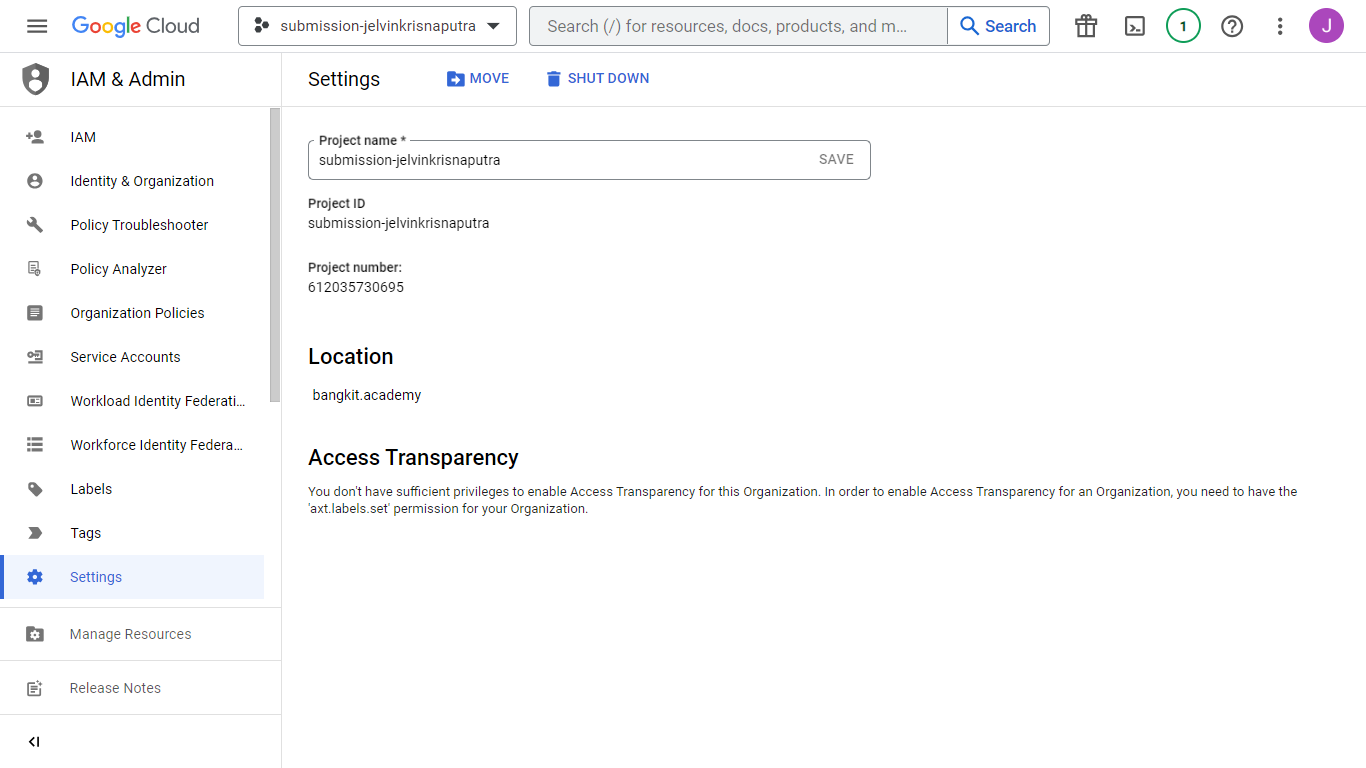 Google Cloud
submission-jelvinkrisnaputra
Search (/) for resources, docs, products, and m...
Search
1
J
IAM & Admin
Settings
MOVE
SHUT DOWN
IAM
Identity & Organization
Policy Troubleshooter
Policy Analyzer
Organization Policies
Service Accounts
Workload Identity Federati...
Workforce Identity Federa...
Labels
Tags
Settings
Manage Resources
Release Notes
Project name *
submission-jelvinkrisnaputra
SAVE
Project ID
submission-jelvinkrisnaputra
Project number:
612035730695
Location
bangkit.academy
Access Transparency
You don't have sufficient privileges to enable Access Transparency for this Organization. In order to enable Access Transparency for an Organization, you need to have the
'axt.labels.set' permission for your Organization.